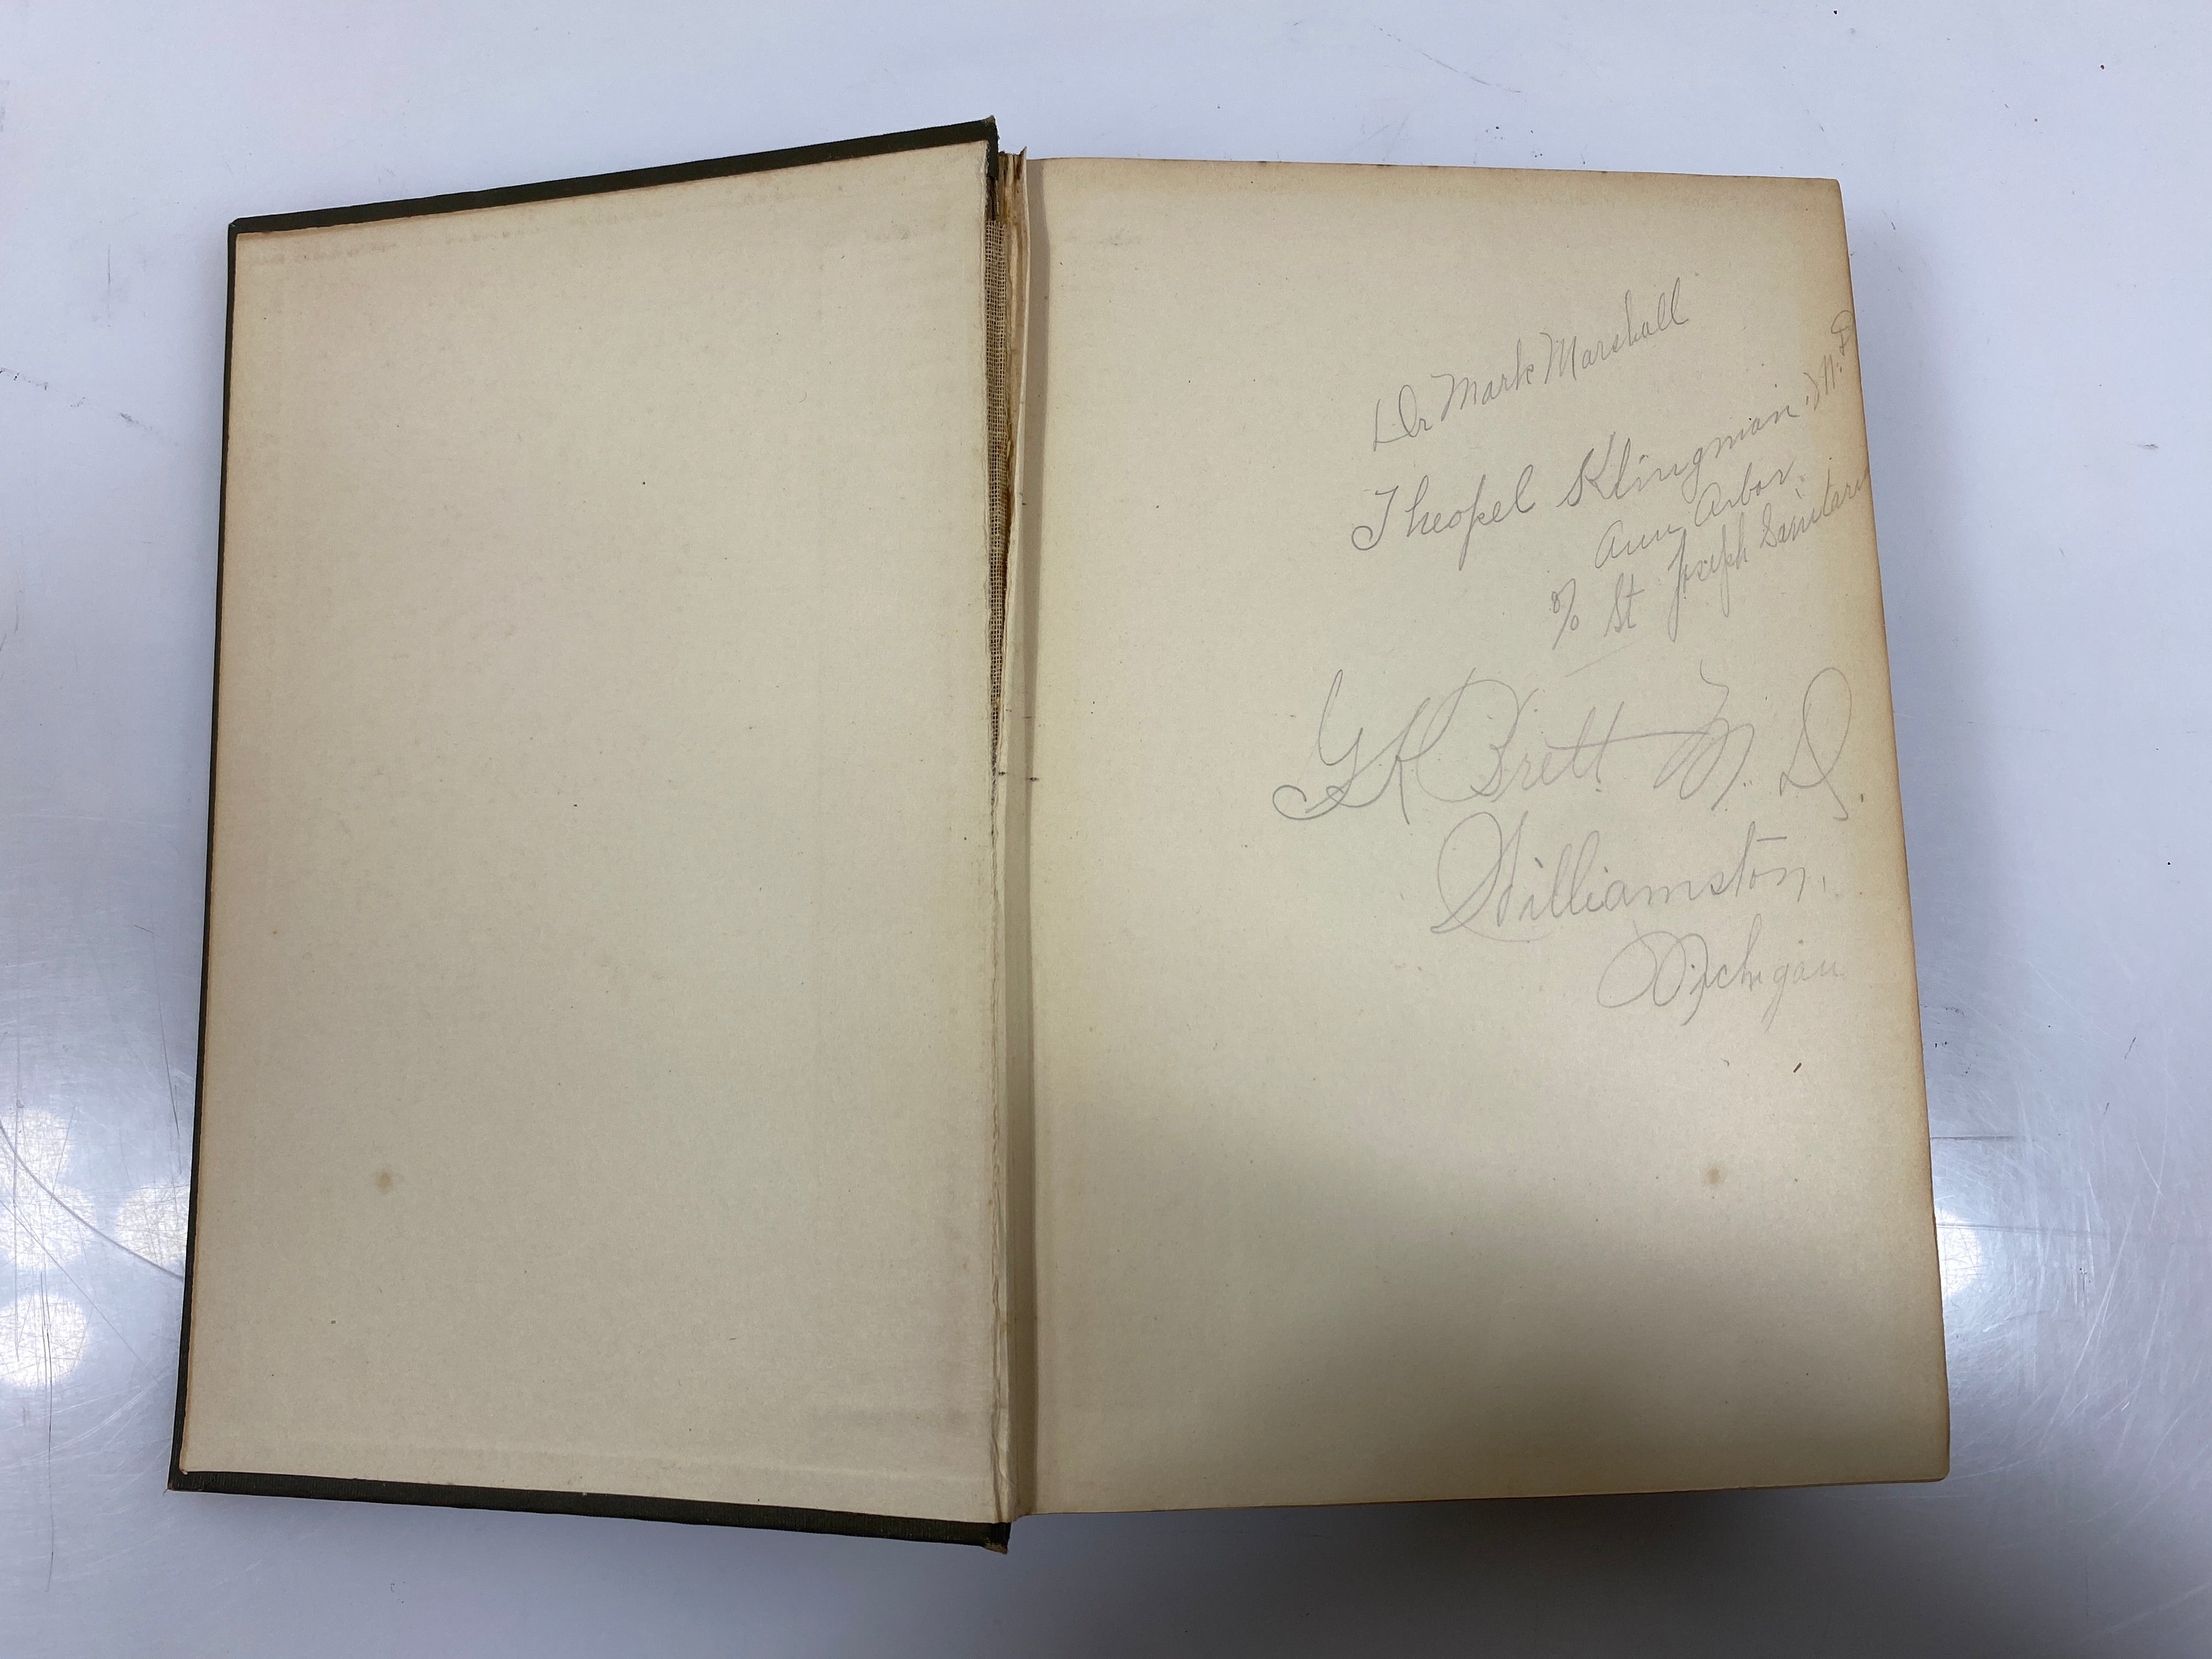 Dr Mark Marshall
Theopel Klingman. M.D
Ann Arbor.
% St Joseph Sanitari
Brett M.D.
Williamston,
Michigan